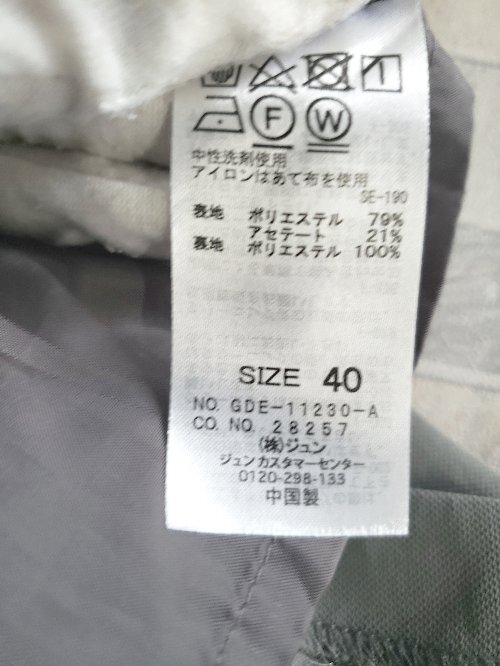 F W
中性洗剤使用
アイロンはあて布を使用
SE-190
表地 ポリエステル 79%
アセテート 21%
裏地 ポリエステル 100%
SIZE 40
NO. GDE-11230-A
CO. NO. 28257
(株)ジュン
ジュンカスタマーセンター
0120-298-133
中国製